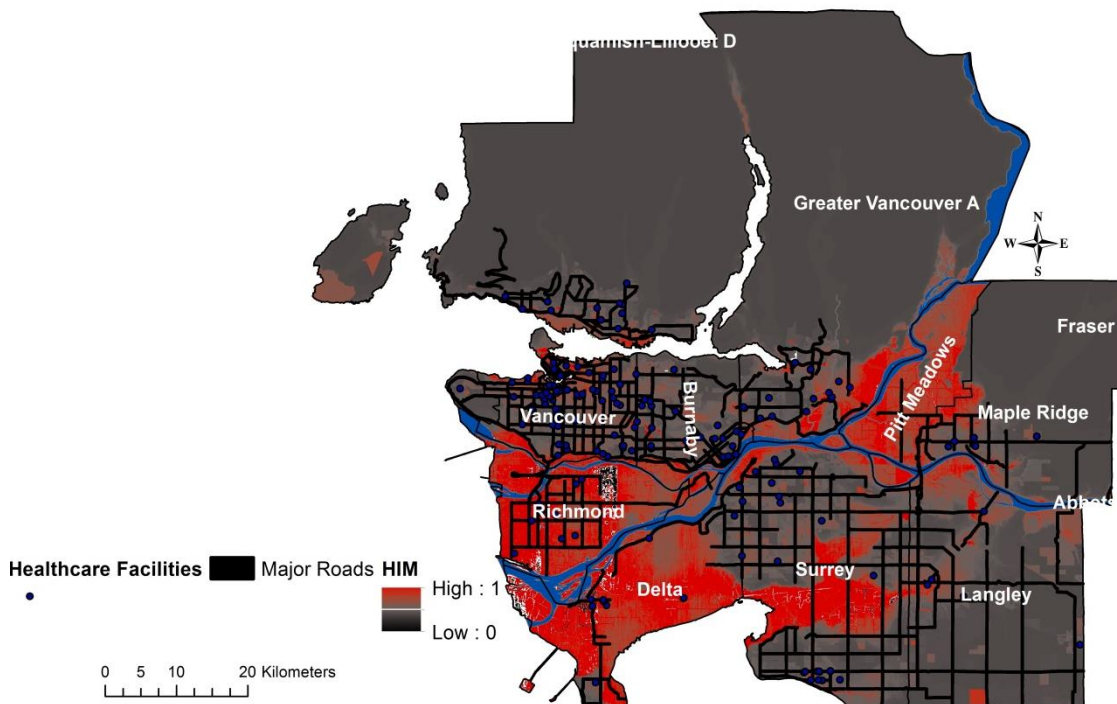 quamish-Lillooet D
Greater Vancouver A
N
W E
S
Fraser
Pitt Meadows
Burnaby
Maple Ridge
Vancouver
Abbots
Richmond
Healthcare Facilities Major Roads HIM
High : 1
Low : 0
Surrey
Delta
Langley
0 5 10 20 Kilometers